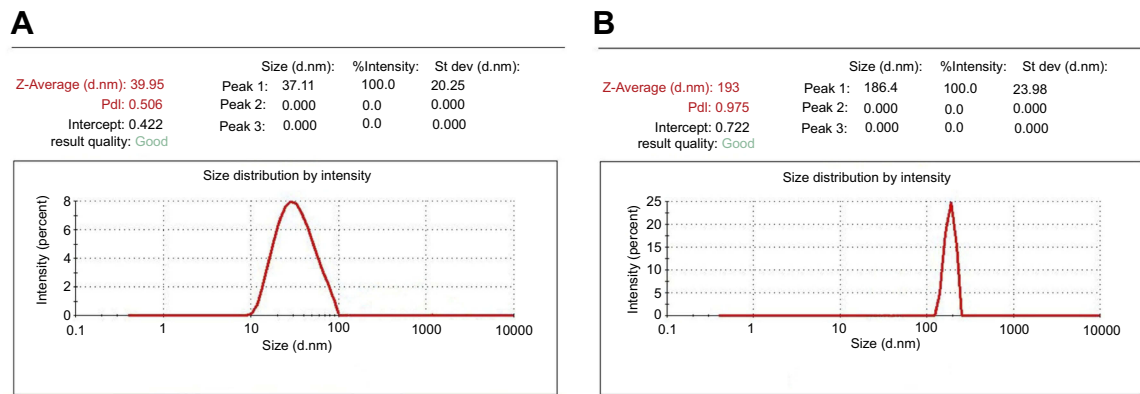 A
Size (d.nm): %Intensity: St dev (d.nm):
Z-Average (d.nm): 39.95 Peak 1: 37.11 100.0 20.25
PdI: 0.506 Peak 2: 0.000 0.0 0.000
Intercept: 0.422 Peak 3: 0.000 0.0 0.000
result quality: Good
Size distribution by intensity
Intensity (percent)
8
6
4
2
0
0.1 1 10 100 1000 10000
Size (d.nm)
B
Size (d.nm): %Intensity: St dev (d.nm):
Z-Average (d.nm): 193 Peak 1: 186.4 100.0 23.98
PdI: 0.975 Peak 2: 0.000 0.0 0.000
Intercept: 0.722 Peak 3: 0.000 0.0 0.000
result quality: Good
Size distribution by intensity
Intensity (percent)
25
20
15
10
5
0
0.1 1 10 100 1000 10000
Size (d.nm)